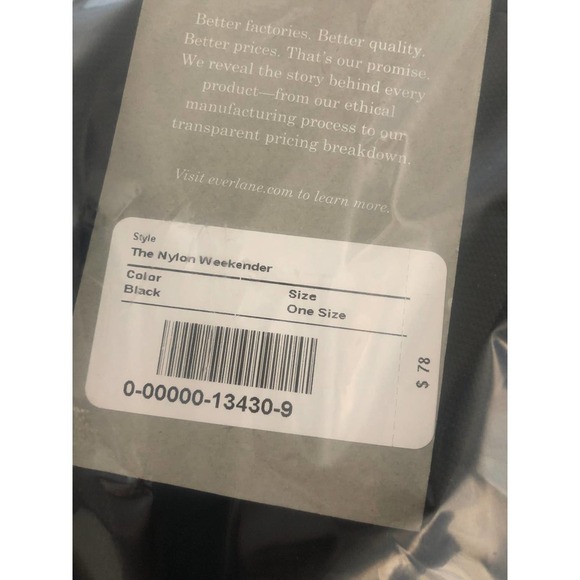 Better factories. Better quality.
Better prices. That's our promise.
We reveal the story behind every
product—from our ethical
manufacturing process to our
transparent pricing breakdown.
Visit everlane.com to learn more.
Style
The Nylon Weekender
Color
Black
Size
One Size
0-00000-13430-9
$ 78